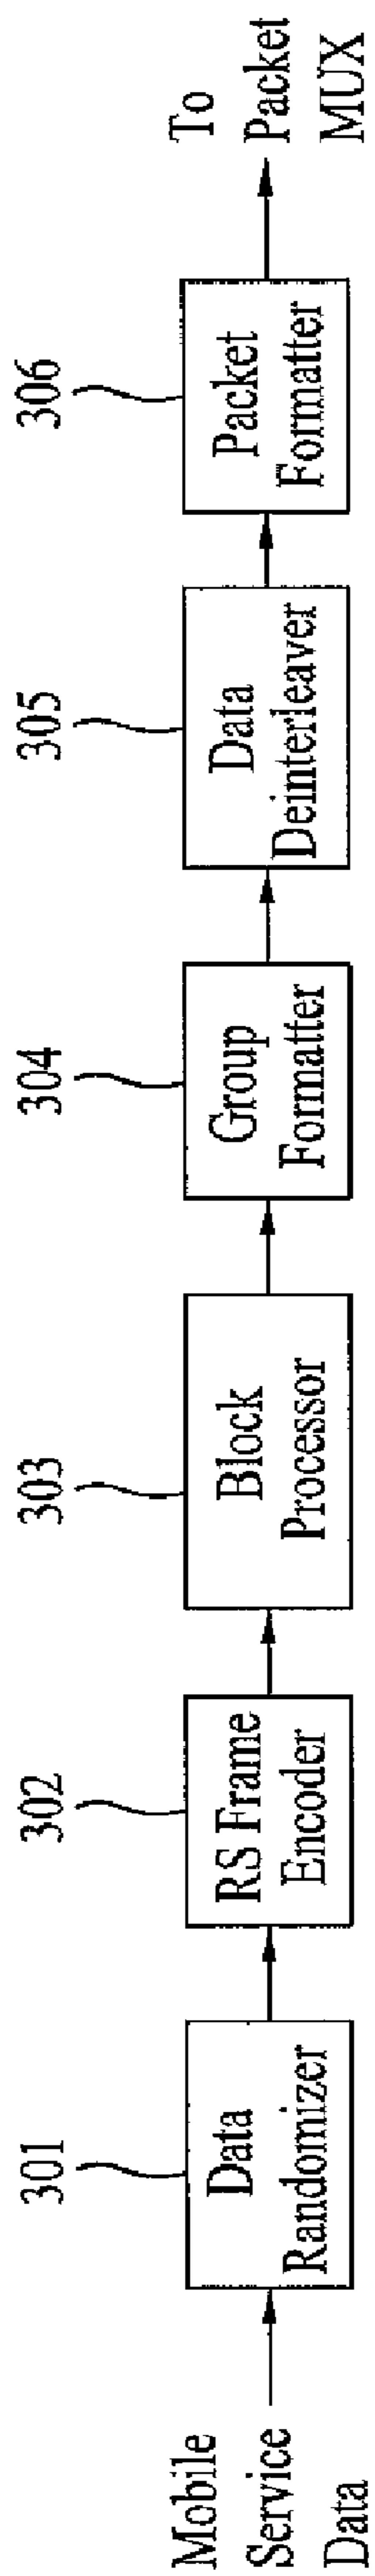 Mobile
Service
Data
301
Data
Randomizer
302
RS Frame
Encoder
303
Block
Processor
304
Group
Formatter
305
Data
Deinterleaver
306
Packet
Formatter
To
Packet
MUX